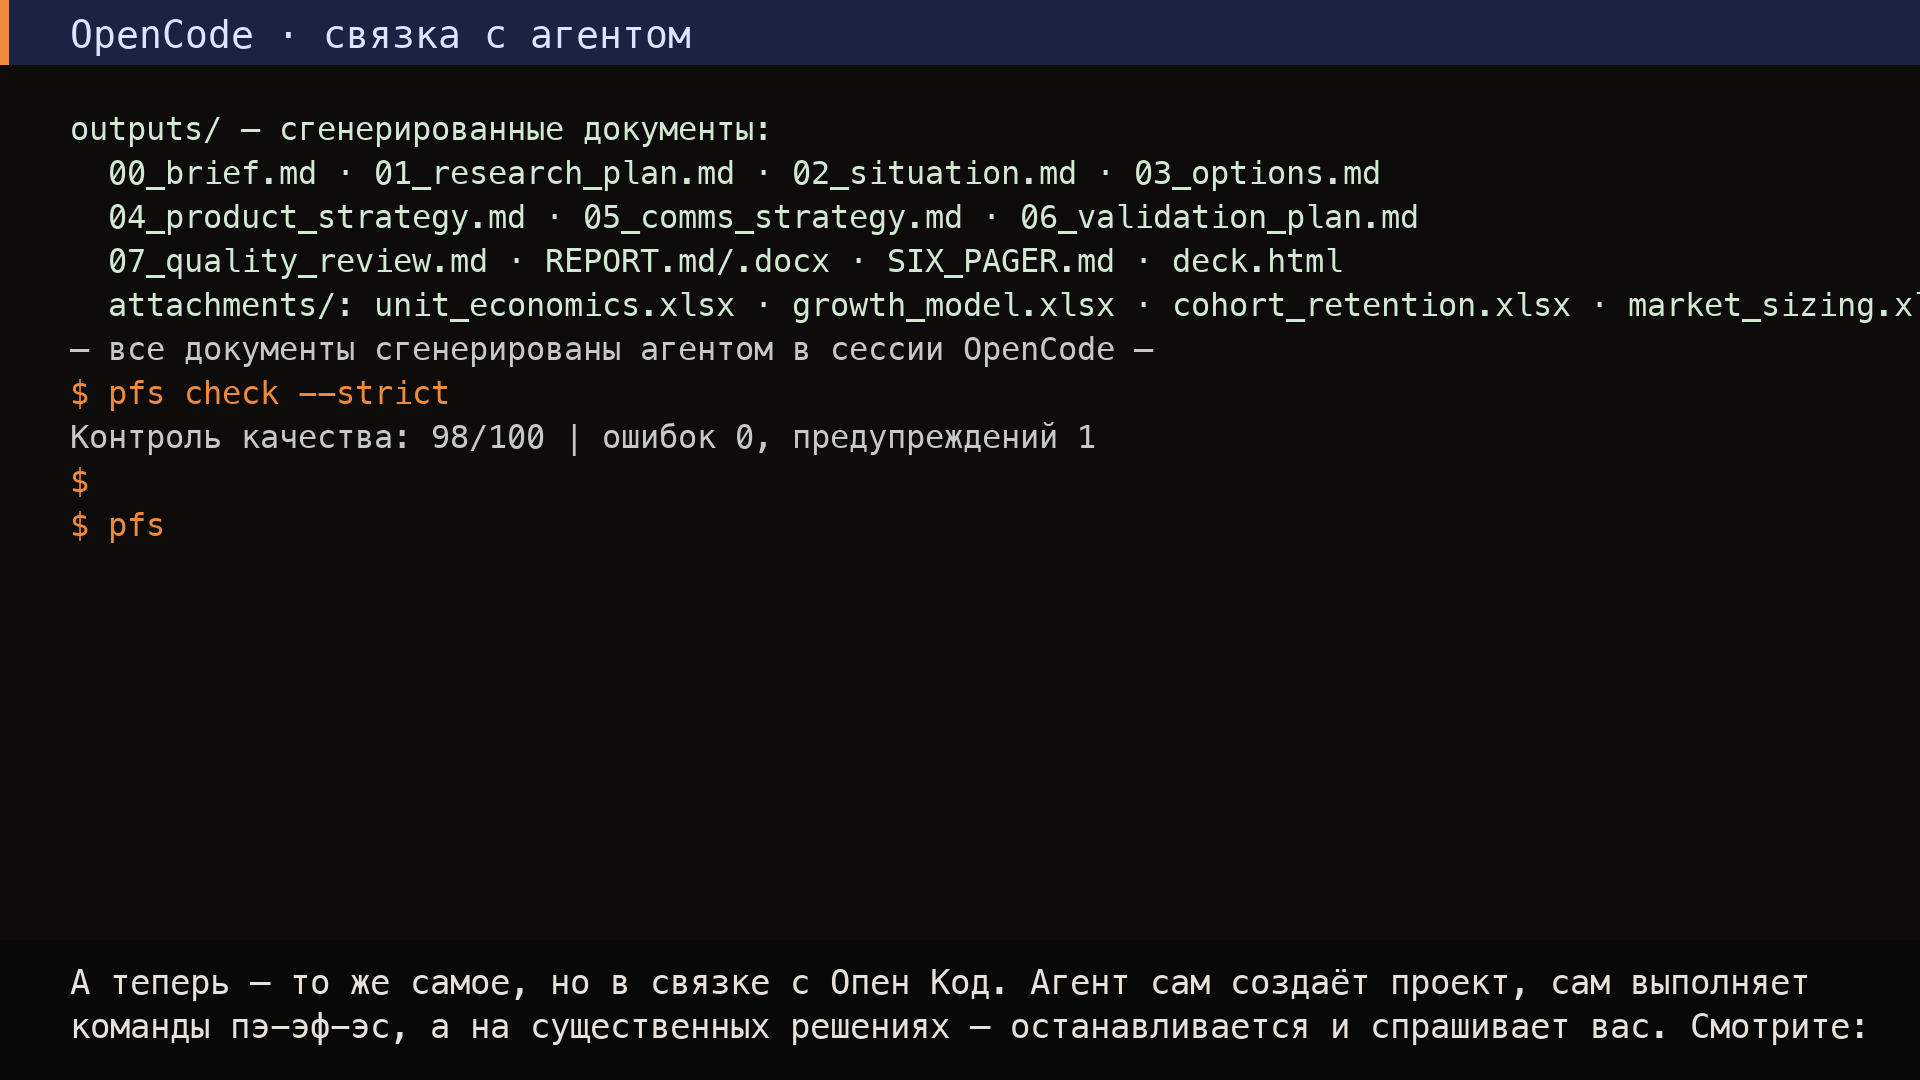 OpenCode · связка с агентом
outputs/ — сгенерированные документы:
00_brief.md · 01_research_plan.md · 02_situation.md · 03_options.md
04_product_strategy.md · 05_comms_strategy.md · 06_validation_plan.md
07_quality_review.md · REPORT.md/.docx · SIX_PAGER.md · deck.html
attachments/: unit_economics.xlsx · growth_model.xlsx · cohort_retention.xlsx · market_sizing.xl
— все документы сгенерированы агентом в сессии OpenCode —
$ pfs check --strict
Контроль качества: 98/100 | ошибок 0, предупреждений 1
$
$ pfs
А теперь — то же самое, но в связке с Опен Код. Агент сам создаёт проект, сам выполняет
команды пэ-эф-эс, а на существенных решениях — останавливается и спрашивает вас. Смотрите: